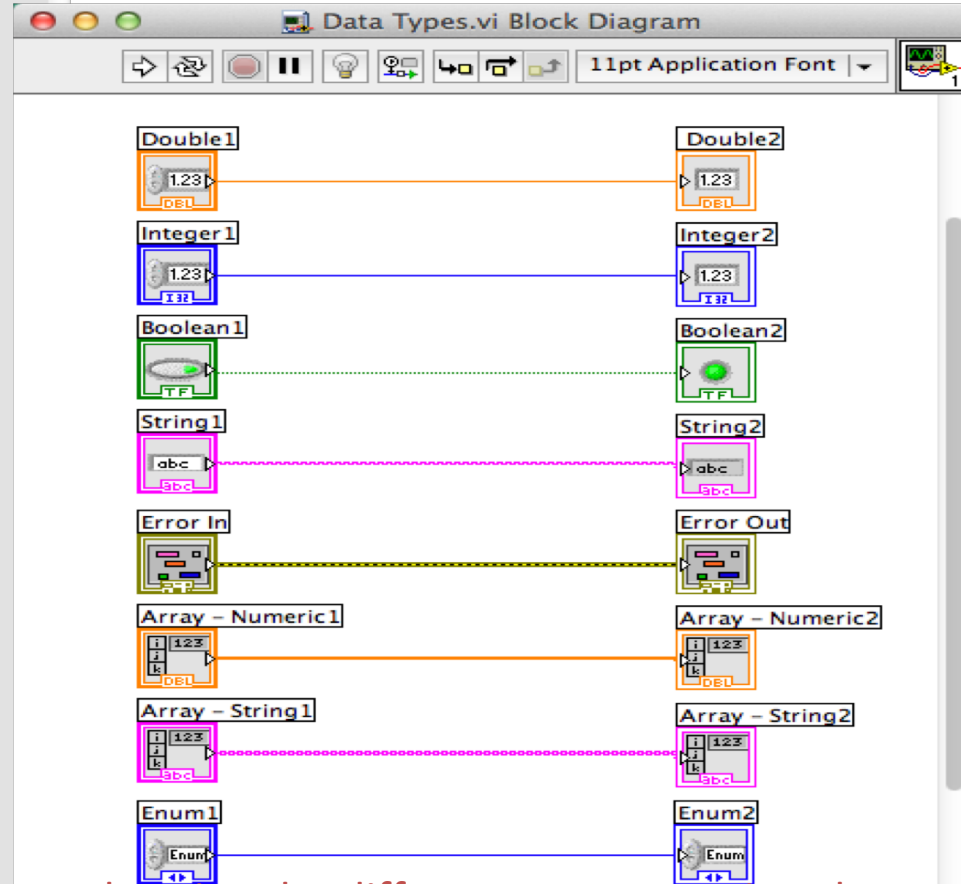 Data Types.vi Block Diagram
11pt Application Font
1
Double1 Double2
1.23 1.23
DBL DBL
Integer1 Integer2
1.23 1.23
I32 I32
Boolean1 Boolean2
TF TF
String1 String2
abc abc
abc abc
Error In Error Out
Array - Numeric1 Array - Numeric2
i 123 i 123
j j
k k
DBL DBL
Array - String1 Array - String2
i 123 i 123
j j
k k
abc abc
Enum1 Enum2
Enum Enum